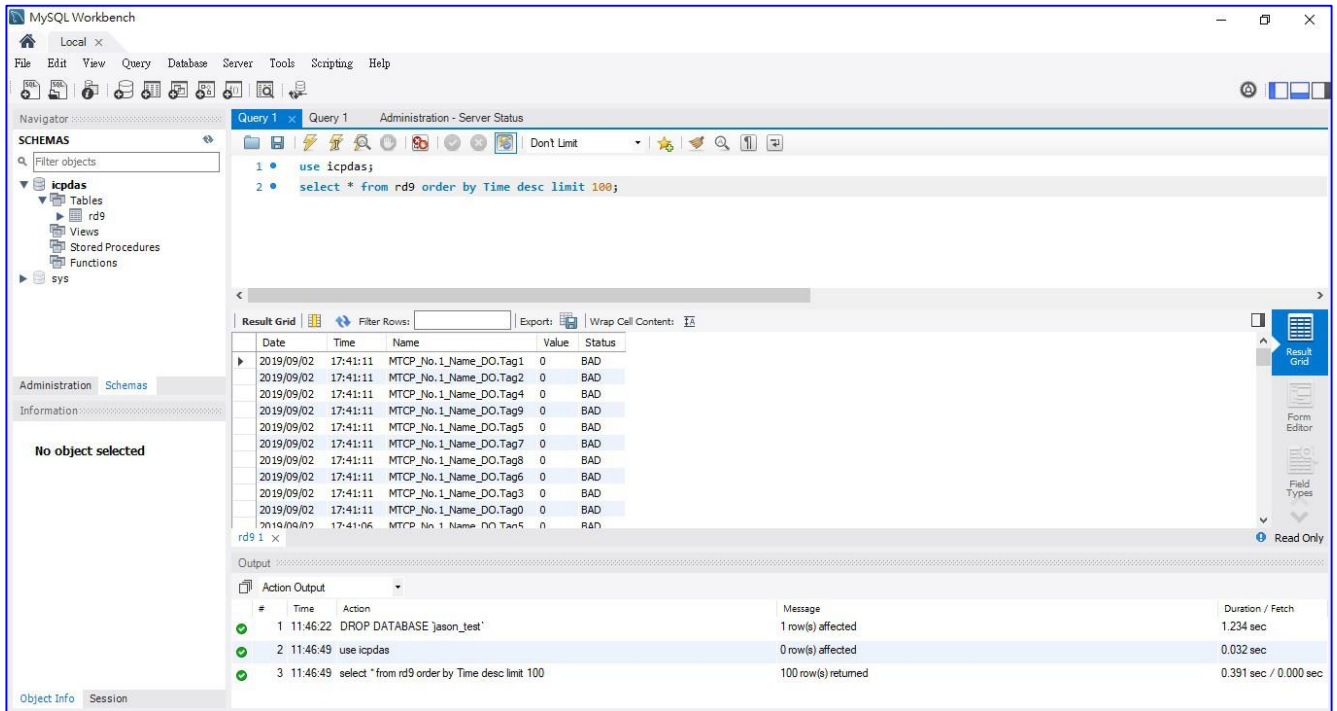 MySQL Workbench
Local
File Edit View Query Database Server Tools Scripting Help
Navigator
SCHEMAS
Filter objects
icpdas
Tables
rd9
Views
Stored Procedures
Functions
sys
Administration Schemas
Information
No object selected
Object Info Session
Query 1 Query 1 Administration - Server Status
Don't Limit
1 use icpdas;
2 select * from rd9 order by Time desc limit 100;
Result Grid Filter Rows: Export: Wrap Cell Content:
Date Time Name Value Status
2019/09/02 17:41:11 MTCP_No.1_Name_DO.Tag1 0 BAD
2019/09/02 17:41:11 MTCP_No.1_Name_DO.Tag2 0 BAD
2019/09/02 17:41:11 MTCP_No.1_Name_DO.Tag4 0 BAD
2019/09/02 17:41:11 MTCP_No.1_Name_DO.Tag9 0 BAD
2019/09/02 17:41:11 MTCP_No.1_Name_DO.Tag5 0 BAD
2019/09/02 17:41:11 MTCP_No.1_Name_DO.Tag7 0 BAD
2019/09/02 17:41:11 MTCP_No.1_Name_DO.Tag8 0 BAD
2019/09/02 17:41:11 MTCP_No.1_Name_DO.Tag6 0 BAD
2019/09/02 17:41:11 MTCP_No.1_Name_DO.Tag3 0 BAD
2019/09/02 17:41:11 MTCP_No.1_Name_DO.Tag0 0 BAD
2019/09/02 17:41:06 MTCP_No.1_Name_DO.Tag5 0 BAD
Result
Grid
Form
Editor
Field
Types
rd9 1
Read Only
Output
Action Output
# Time Action Message Duration / Fetch
1 11:46:22 DROP DATABASE `jason_test` 1 row(s) affected 1.234 sec
2 11:46:49 use icpdas 0 row(s) affected 0.032 sec
3 11:46:49 select * from rd9 order by Time desc limit 100 100 row(s) returned 0.391 sec / 0.000 sec